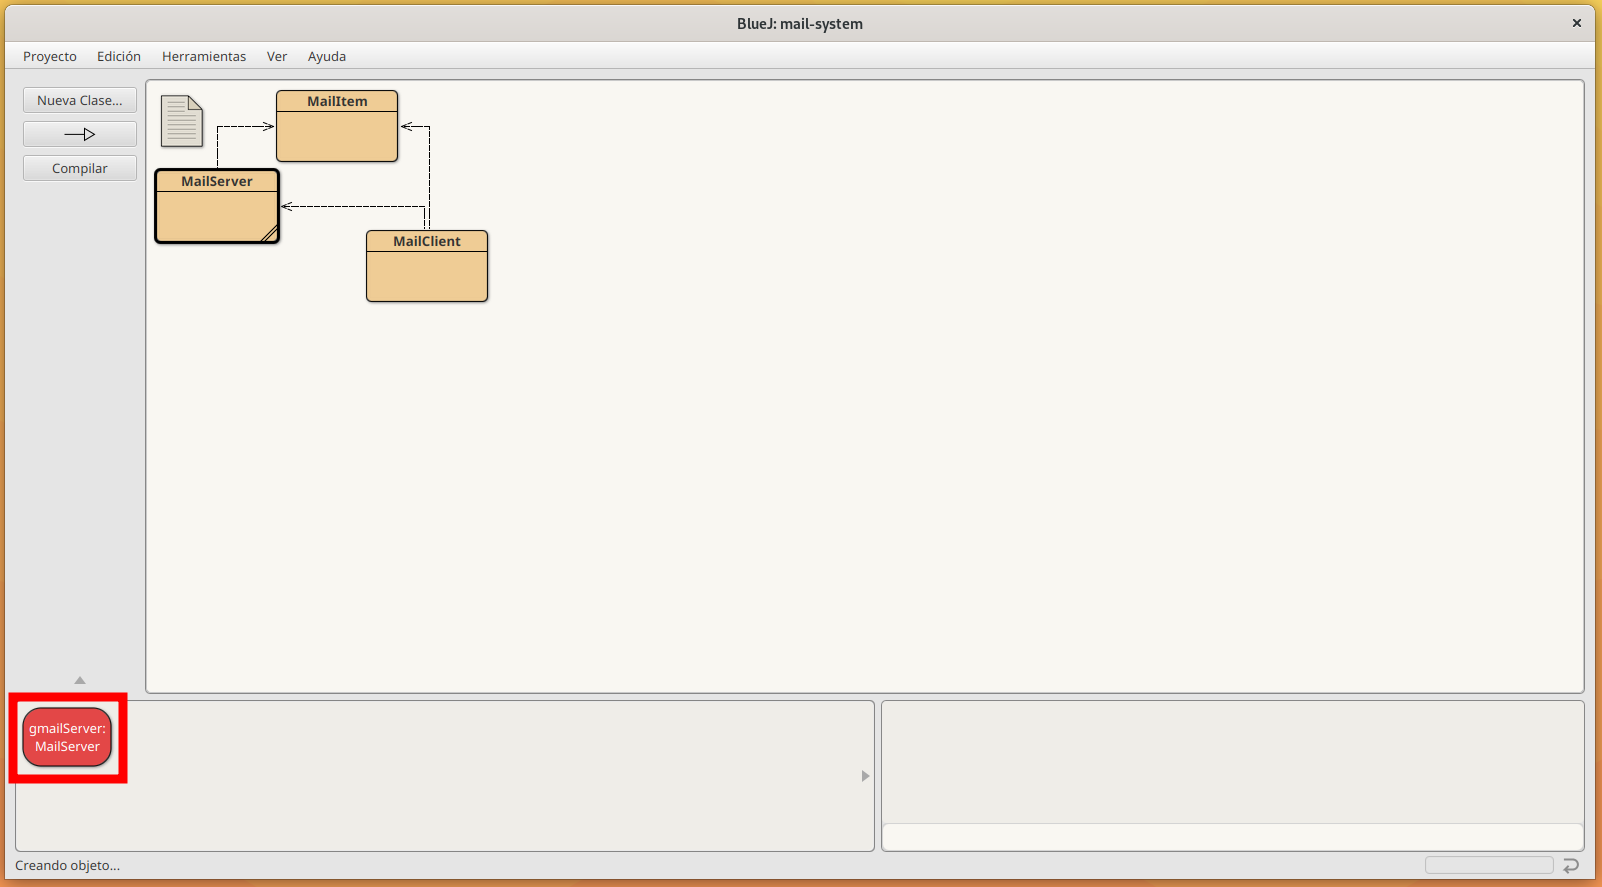 BlueJ: mail-system
Proyecto Edición Herramientas Ver Ayuda
Nueva Clase...
Compilar
MailItem
MailServer
MailClient
gmailServer:
MailServer
Creando objeto...